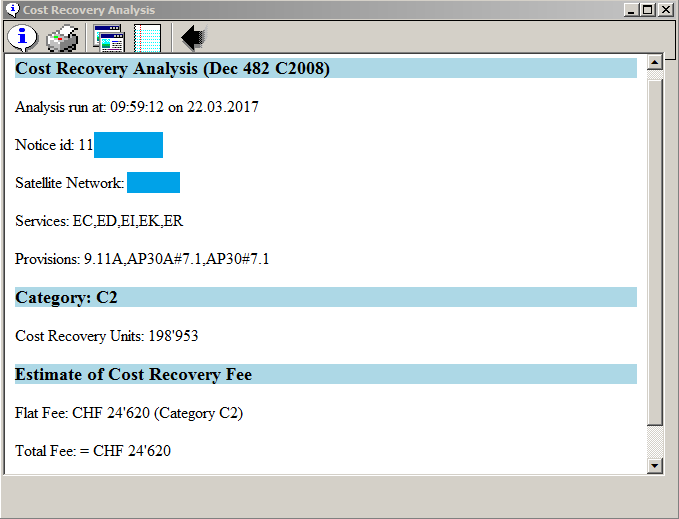 Cost Recovery Analysis
Cost Recovery Analysis (Dec 482 C2008)
Analysis run at: 09:59:12 on 22.03.2017
Notice id: 11
Satellite Network:
Services: EC,ED,EI,EK,ER
Provisions: 9.11A,AP30A#7.1,AP30#7.1
Category: C2
Cost Recovery Units: 198'953
Estimate of Cost Recovery Fee
Flat Fee: CHF 24'620 (Category C2)
Total Fee: = CHF 24'620